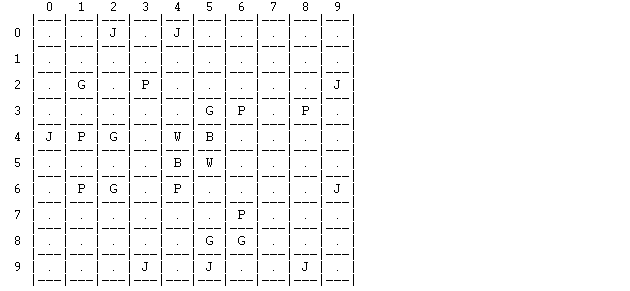 0 1 2 3 4 5 6 7 8 9
|---|---|---|---|---|---|---|---|---|---|
0 | . | . | J | . | J | . | . | . | . | . |
|---|---|---|---|---|---|---|---|---|---|
1 | . | . | . | . | . | . | . | . | . | . |
|---|---|---|---|---|---|---|---|---|---|
2 | . | G | . | P | . | . | . | . | . | J |
|---|---|---|---|---|---|---|---|---|---|
3 | . | . | . | . | . | G | P | . | P | . |
|---|---|---|---|---|---|---|---|---|---|
4 | J | P | G | . | W | B | . | . | . | . |
|---|---|---|---|---|---|---|---|---|---|
5 | . | . | . | . | B | W | . | . | . | . |
|---|---|---|---|---|---|---|---|---|---|
6 | . | P | G | . | P | . | . | . | . | J |
|---|---|---|---|---|---|---|---|---|---|
7 | . | . | . | . | . | . | P | . | . | . |
|---|---|---|---|---|---|---|---|---|---|
8 | . | . | . | . | . | G | G | . | . | . |
|---|---|---|---|---|---|---|---|---|---|
9 | . | . | . | J | . | J | . | . | J | . |
|---|---|---|---|---|---|---|---|---|---|